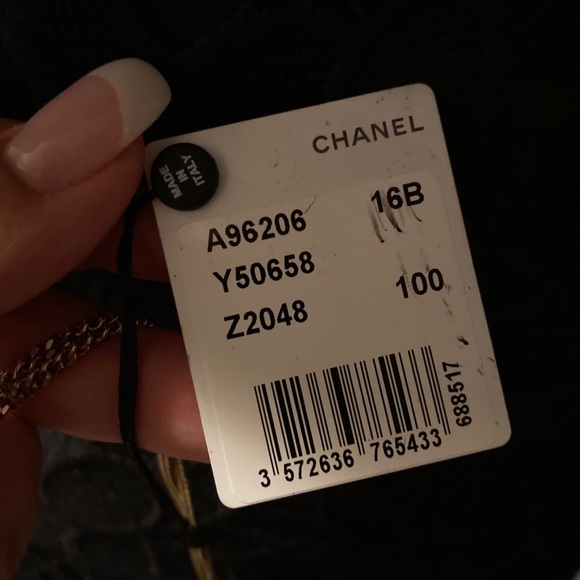 CHANEL
MADE
IN
ITALY
A96206 16B
Y50658
Z2048 100
688517
3 572636 765433